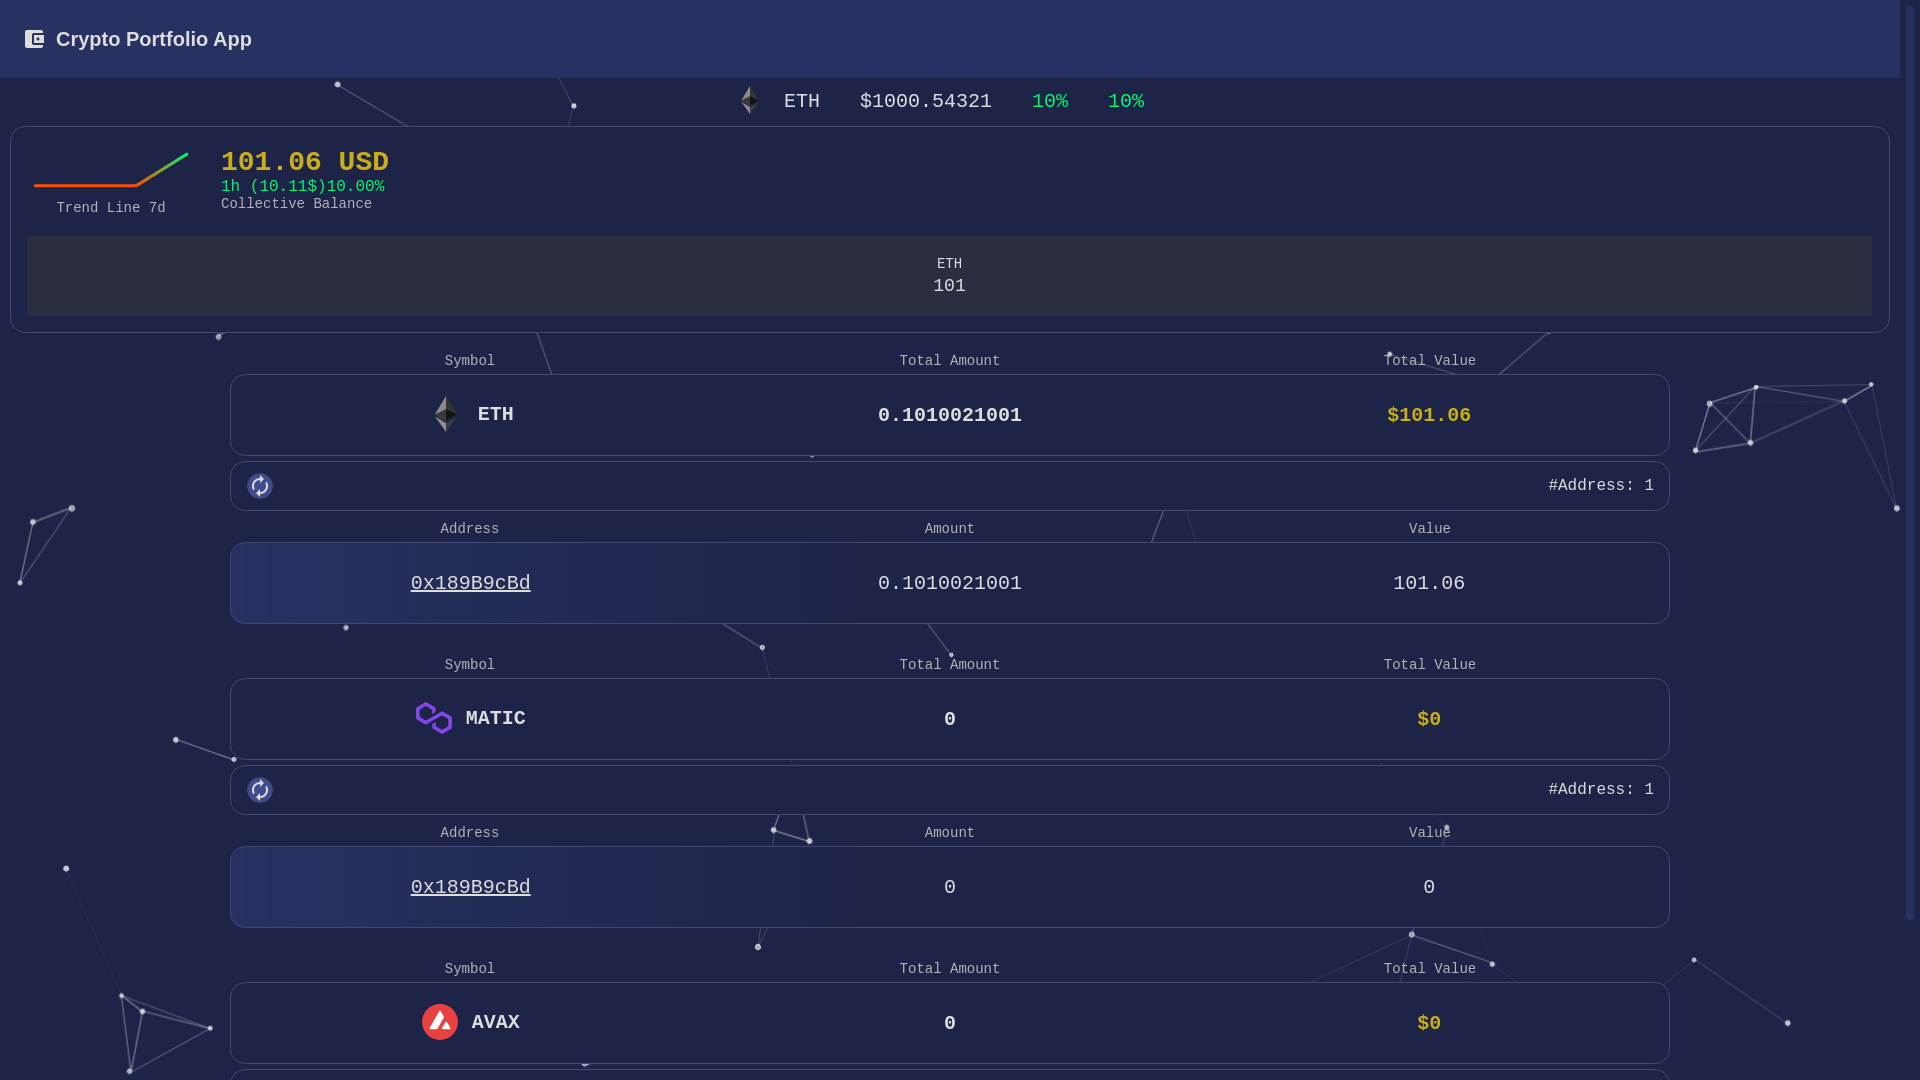 Crypto Portfolio App
ETH $1000.54321 10% 10%
101.06 USD
1h (10.11$)10.00%
Collective Balance
Trend Line 7d
ETH
101
Symbol Total Amount Total Value
ETH 0.1010021001 $101.06
#Address: 1
Address Amount Value
0x189B9cBd 0.1010021001 101.06
Symbol Total Amount Total Value
MATIC 0 $0
#Address: 1
Address Amount Value
0x189B9cBd 0 0
Symbol Total Amount Total Value
AVAX 0 $0